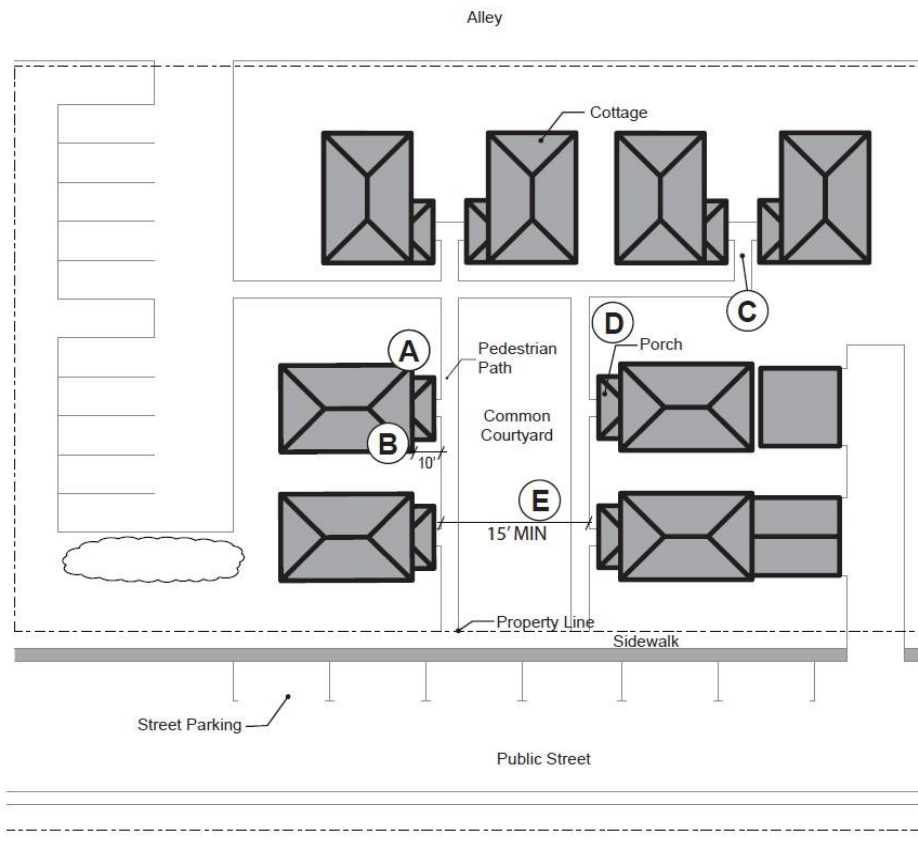 Alley
Cottage
C
D
A
Porch
Pedestrian
Path
Common
Courtyard
B
10'
E
15' MIN
Property Line
Sidewalk
Street Parking
Public Street